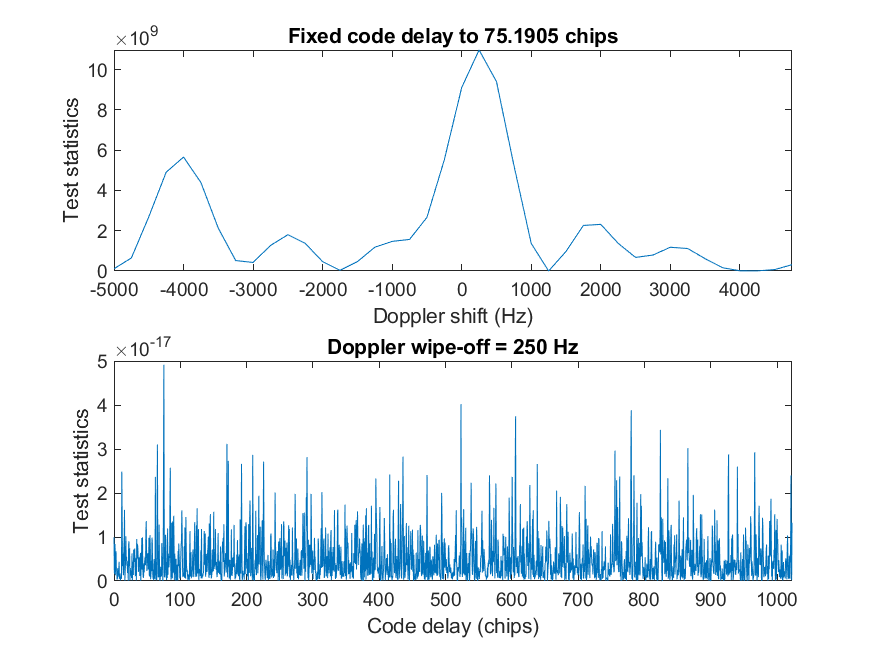 ×10^9
Fixed code delay to 75.1905 chips
10
8
6
4
2
0
Test statistics
-5000 -4000 -3000 -2000 -1000 0 1000 2000 3000 4000
Doppler shift (Hz)
×10^-17
Doppler wipe-off = 250 Hz
5
4
3
2
1
0
Test statistics
0 100 200 300 400 500 600 700 800 900 1000
Code delay (chips)